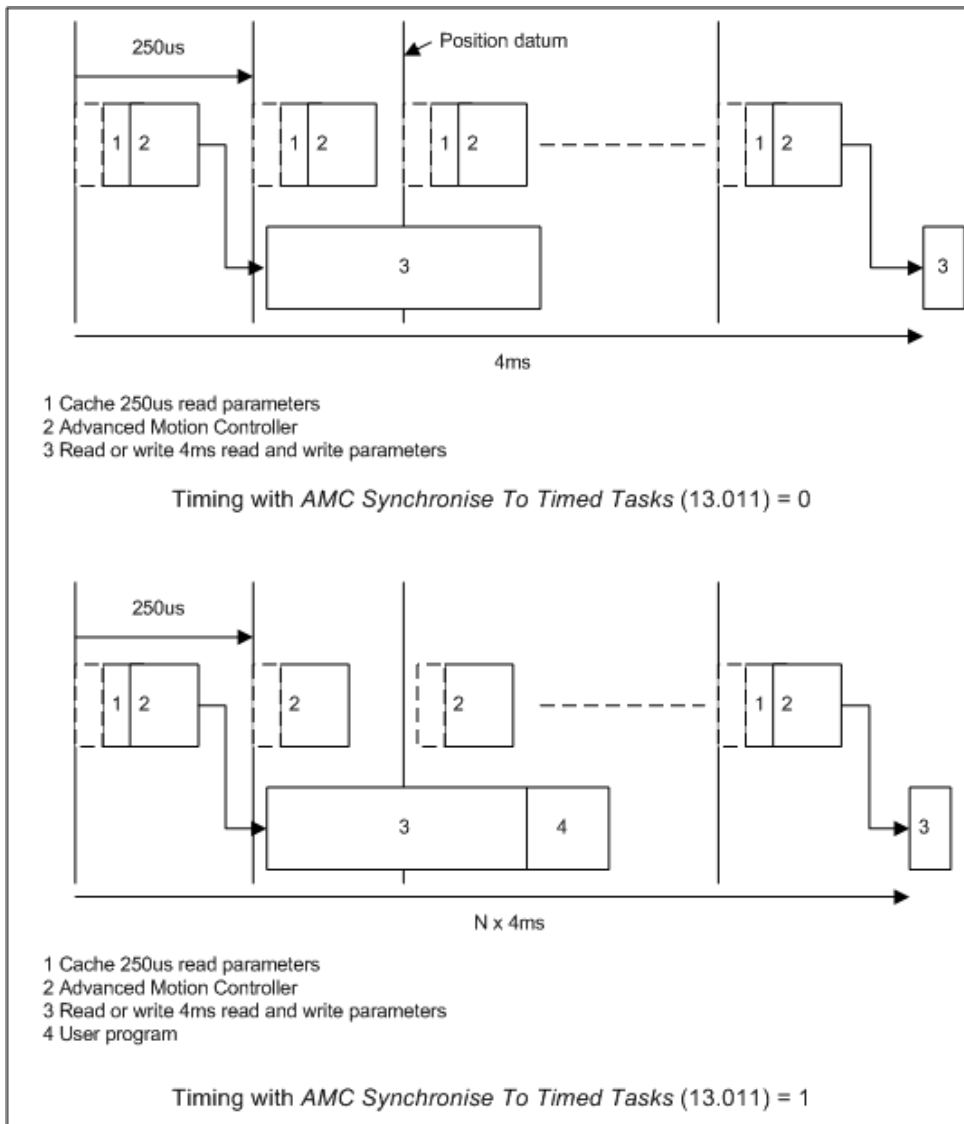 Position datum
250us
1 2
1 2
1 2
1 2
3
3
4ms
1 Cache 250us read parameters
2 Advanced Motion Controller
3 Read or write 4ms read and write parameters
Timing with AMC Synchronise To Timed Tasks (13.011) = 0
250us
1 2
2
2
1 2
3
4
3
N x 4ms
1 Cache 250us read parameters
2 Advanced Motion Controller
3 Read or write 4ms read and write parameters
4 User program
Timing with AMC Synchronise To Timed Tasks (13.011) = 1